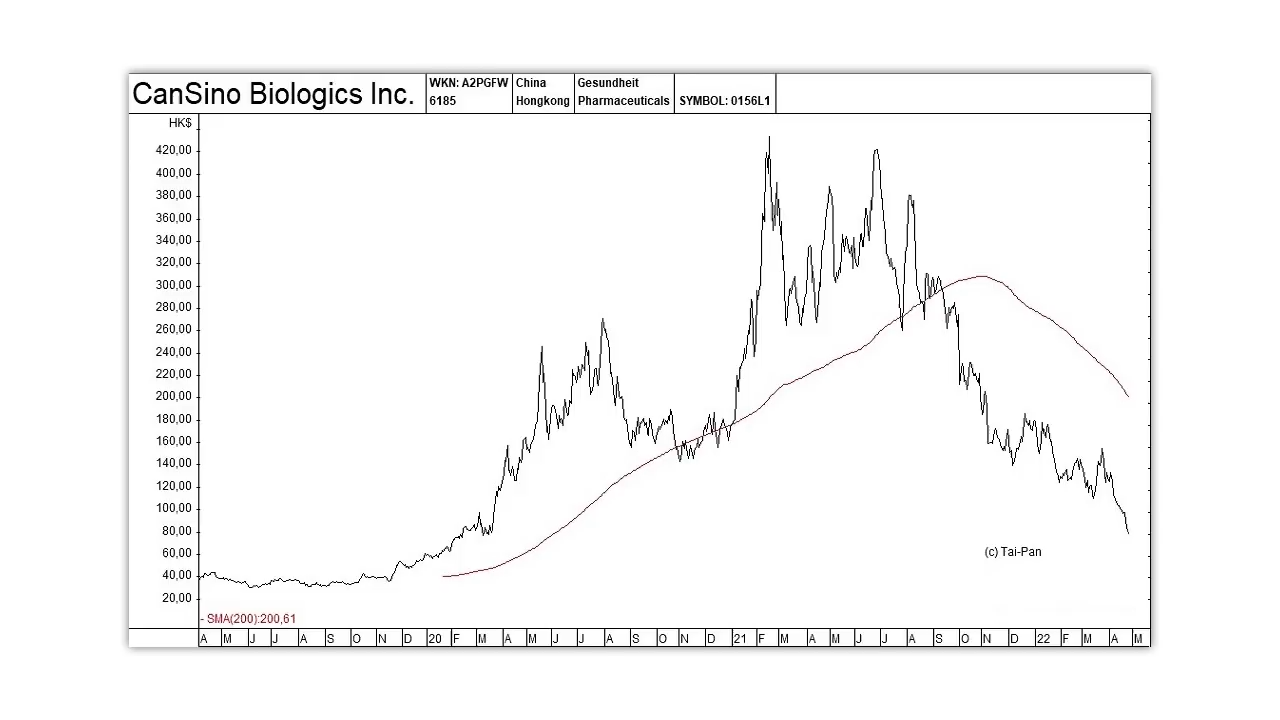 CanSino Biologics Inc.
WKN: A2PGFW
6185
China
Hongkong
Gesundheit
Pharmaceuticals
SYMBOL: 0156L1
HK$
420,00
400,00
380,00
360,00
340,00
320,00
300,00
280,00
260,00
240,00
220,00
200,00
180,00
160,00
140,00
120,00
100,00
80,00
60,00
40,00
20,00
(c) Tai-Pan
- SMA(200):200,61
A M J J A S O N D 20 F M A M J J A S O N D 21 F M A M J J A S O N D 22 F M A M